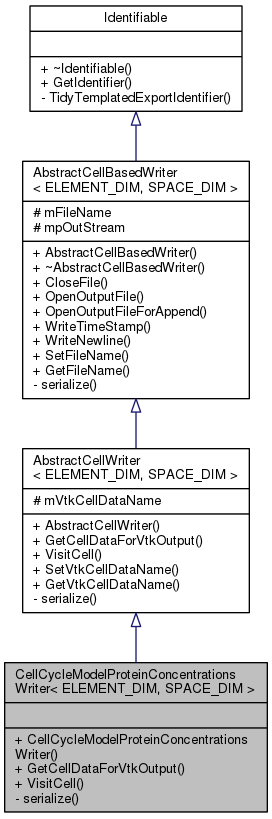 Identifiable
+ ~Identifiable()
+ GetIdentifier()
- TidyTemplatedExportIdentifier()
AbstractCellBasedWriter
< ELEMENT_DIM, SPACE_DIM >
# mFileName
# mpOutStream
+ AbstractCellBasedWriter()
+ ~AbstractCellBasedWriter()
+ CloseFile()
+ OpenOutputFile()
+ OpenOutputFileForAppend()
+ WriteTimeStamp()
+ WriteNewline()
+ SetFileName()
+ GetFileName()
- serialize()
AbstractCellWriter
< ELEMENT_DIM, SPACE_DIM >
# mVtkCellDataName
+ AbstractCellWriter()
+ GetCellDataForVtkOutput()
+ VisitCell()
+ SetVtkCellDataName()
+ GetVtkCellDataName()
- serialize()
CellCycleModelProteinConcentrations
Writer< ELEMENT_DIM, SPACE_DIM >
+ CellCycleModelProteinConcentrations
Writer()
+ GetCellDataForVtkOutput()
+ VisitCell()
- serialize()